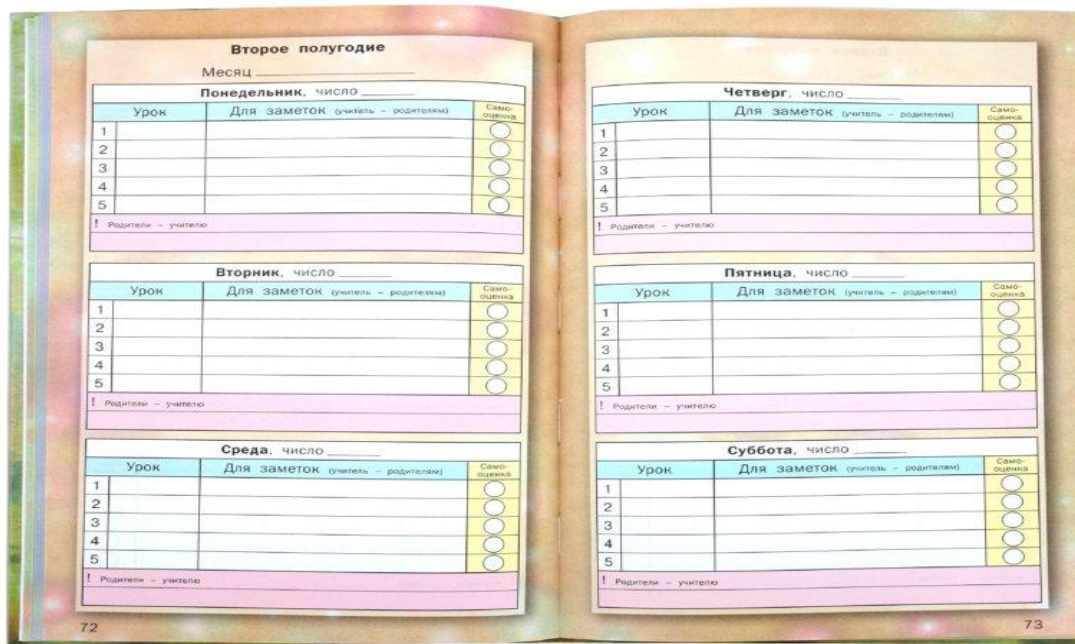 Второе полугодие
Месяц
Понедельник, число
Урок Для заметок (учитель – родителям) Само-
оценка
1
2
3
4
5
! Родители – учителю
Вторник, число
Урок Для заметок (учитель – родителям) Само-
оценка
1
2
3
4
5
! Родители – учителю
Среда, число
Урок Для заметок (учитель – родителям) Само-
оценка
1
2
3
4
5
! Родители – учителю
72
Четверг, число
Урок Для заметок (учитель – родителям) Само-
оценка
1
2
3
4
5
! Родители – учителю
Пятница, число
Урок Для заметок (учитель – родителям) Само-
оценка
1
2
3
4
5
! Родители – учителю
Суббота, число
Урок Для заметок (учитель – родителям) Само-
оценка
1
2
3
4
5
! Родители – учителю
73